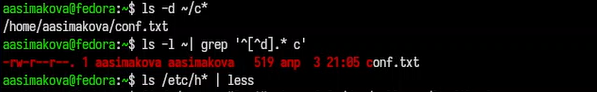 aasimakova@fedora:~$ ls -d ~/c*
/home/aasimakova/conf.txt
aasimakova@fedora:~$ ls -l ~| grep '^[^d].* c'
-rw-r--r--. 1 aasimakova aasimakova   519 апр  3 21:05 conf.txt
aasimakova@fedora:~$ ls /etc/h* | less